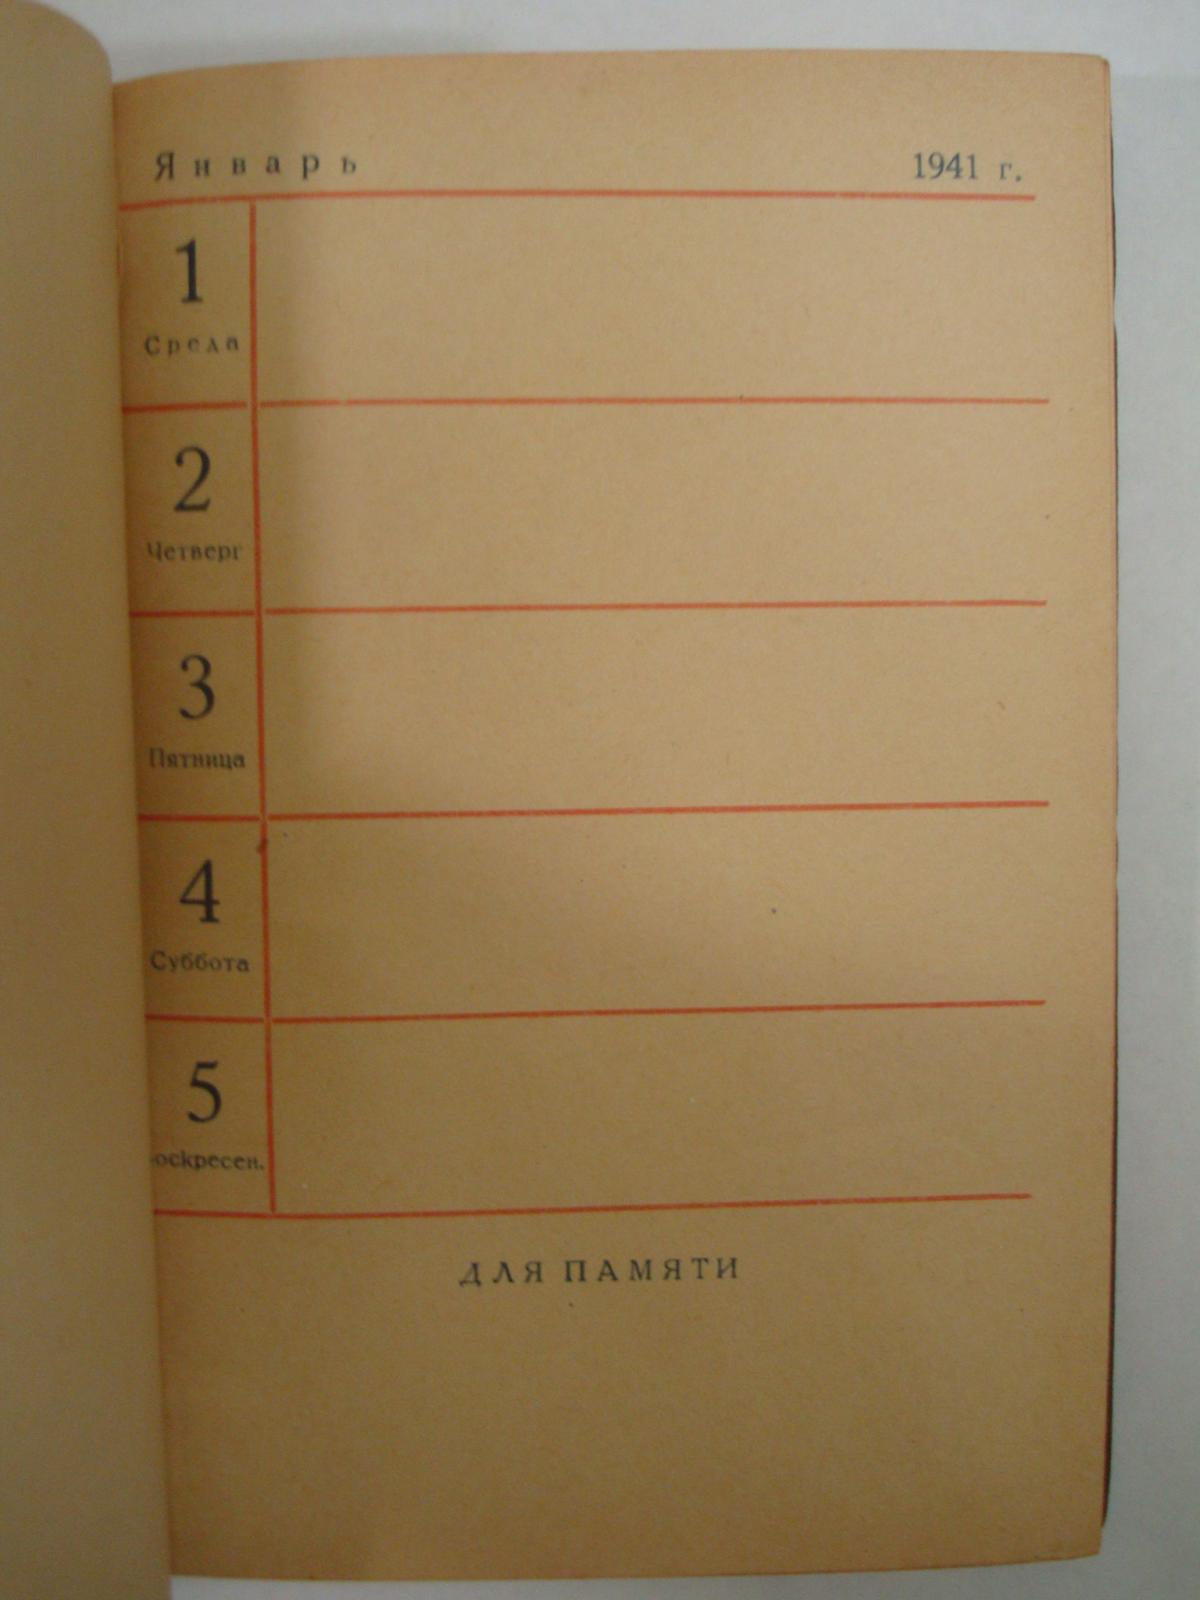 Январь 1941 г.
1
Среда
2
Четверг
3
Пятница
4
Суббота
5
оскресен.
ДЛЯ ПАМЯТИ